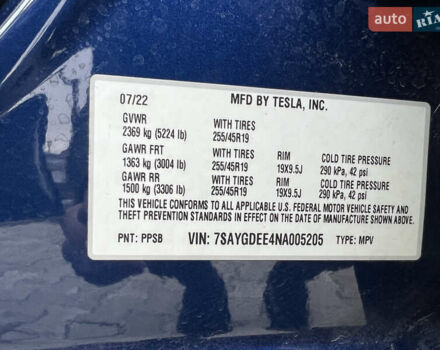 auto RIA
07/22 MFD BY TESLA, INC.
GVWR
2369 kg (5224 lb) WITH TIRES 255/45R19
GAWR FRT WITH TIRES RIM COLD TIRE PRESSURE
1363 kg (3004 lb) 255/45R19 19X9.5J 290 kPa, 42 psi
GAWR RR WITH TIRES RIM COLD TIRE PRESSURE
1500 kg (3306 lb) 255/45R19 19X9.5J 290 kPa, 42 psi
THIS VEHICLE CONFORMS TO ALL APPLICABLE U.S. FEDERAL MOTOR VEHICLE SAFETY AND
THEFT PREVENTION STANDARDS IN EFFECT ON THE DATE OF MANUFACTURE SHOWN ABOVE.
PNT: PPSB VIN: 7SAYGDEE4NA005205 TYPE: MPV